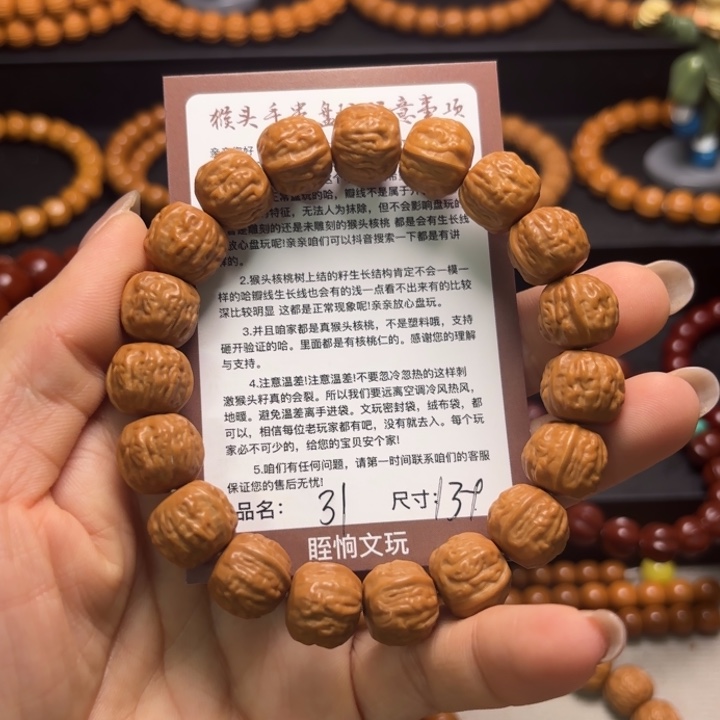 猴头手串盘玩注意事项
亲亲
正常盘玩的哈，瓣线不是属于
特征，无法人为抹除，但不会影响盘玩的
雕刻的还是未雕刻的猴头核桃 都是会有生长线
放心盘玩呢!亲亲咱们可以抖音搜索一下都是有讲
的。
2.猴头核桃树上结的籽生长结构肯定不会一模一
样的哈瓣线生长线也会有的浅一点看不出来有的比较
深比较明显 这都是正常现象呢!亲亲放心盘玩。
3.并且咱家都是真猴头核桃，不是塑料哦，支持
砸开验证的哈。里面都是有核桃仁的。感谢您的理解
与支持。
4.注意温差!注意温差!不要忽冷忽热的这样刺
激猴头籽真的会裂。所以我们要远离空调冷风热风，
地暖。避免温差离手进袋。文玩密封袋，绒布袋，都
可以，相信每位老玩家都有吧，没有就去入。每个玩
家必不可少的，给您的宝贝安个家!
5.咱们有任何问题，请第一时间联系咱们的客服
保证您的售后无忧!
品名： 31 尺寸：139
眰恦文玩